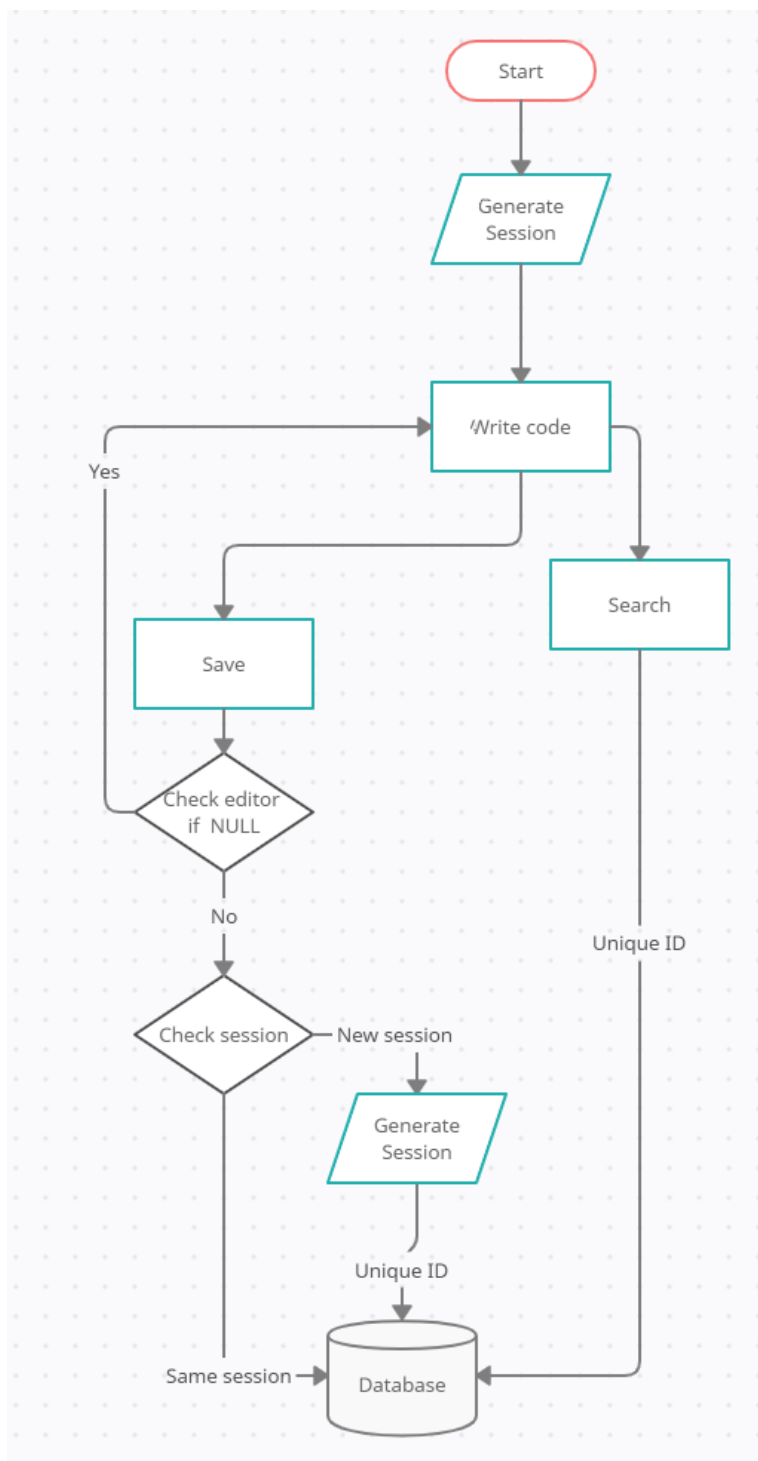 Start
Generate
Session
Write code
Yes
Search
Save
Check editor
if NULL
No
Unique ID
Check session
New session
Generate
Session
Unique ID
Same session
Database